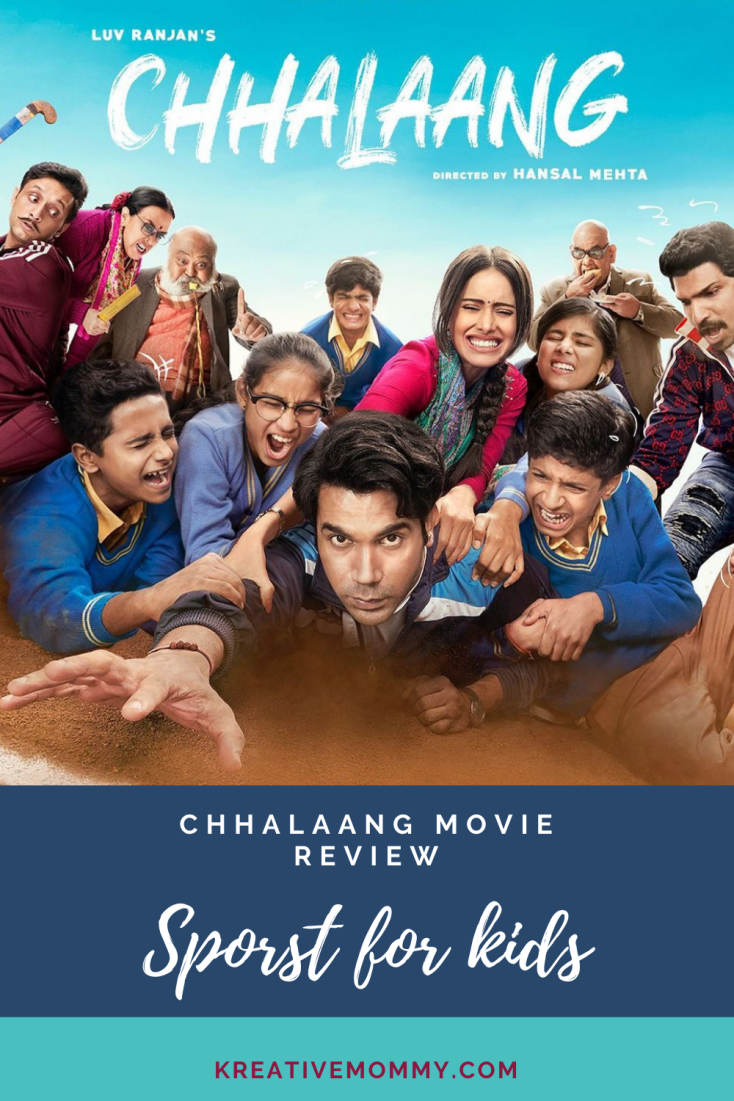 LUV RANJAN'S
CHHALAANG
DIRECTED BY HANSAL MEHTA
CHHALAANG MOVIE
REVIEW
Sporst for kids
KREATIVEMOMMY.COM